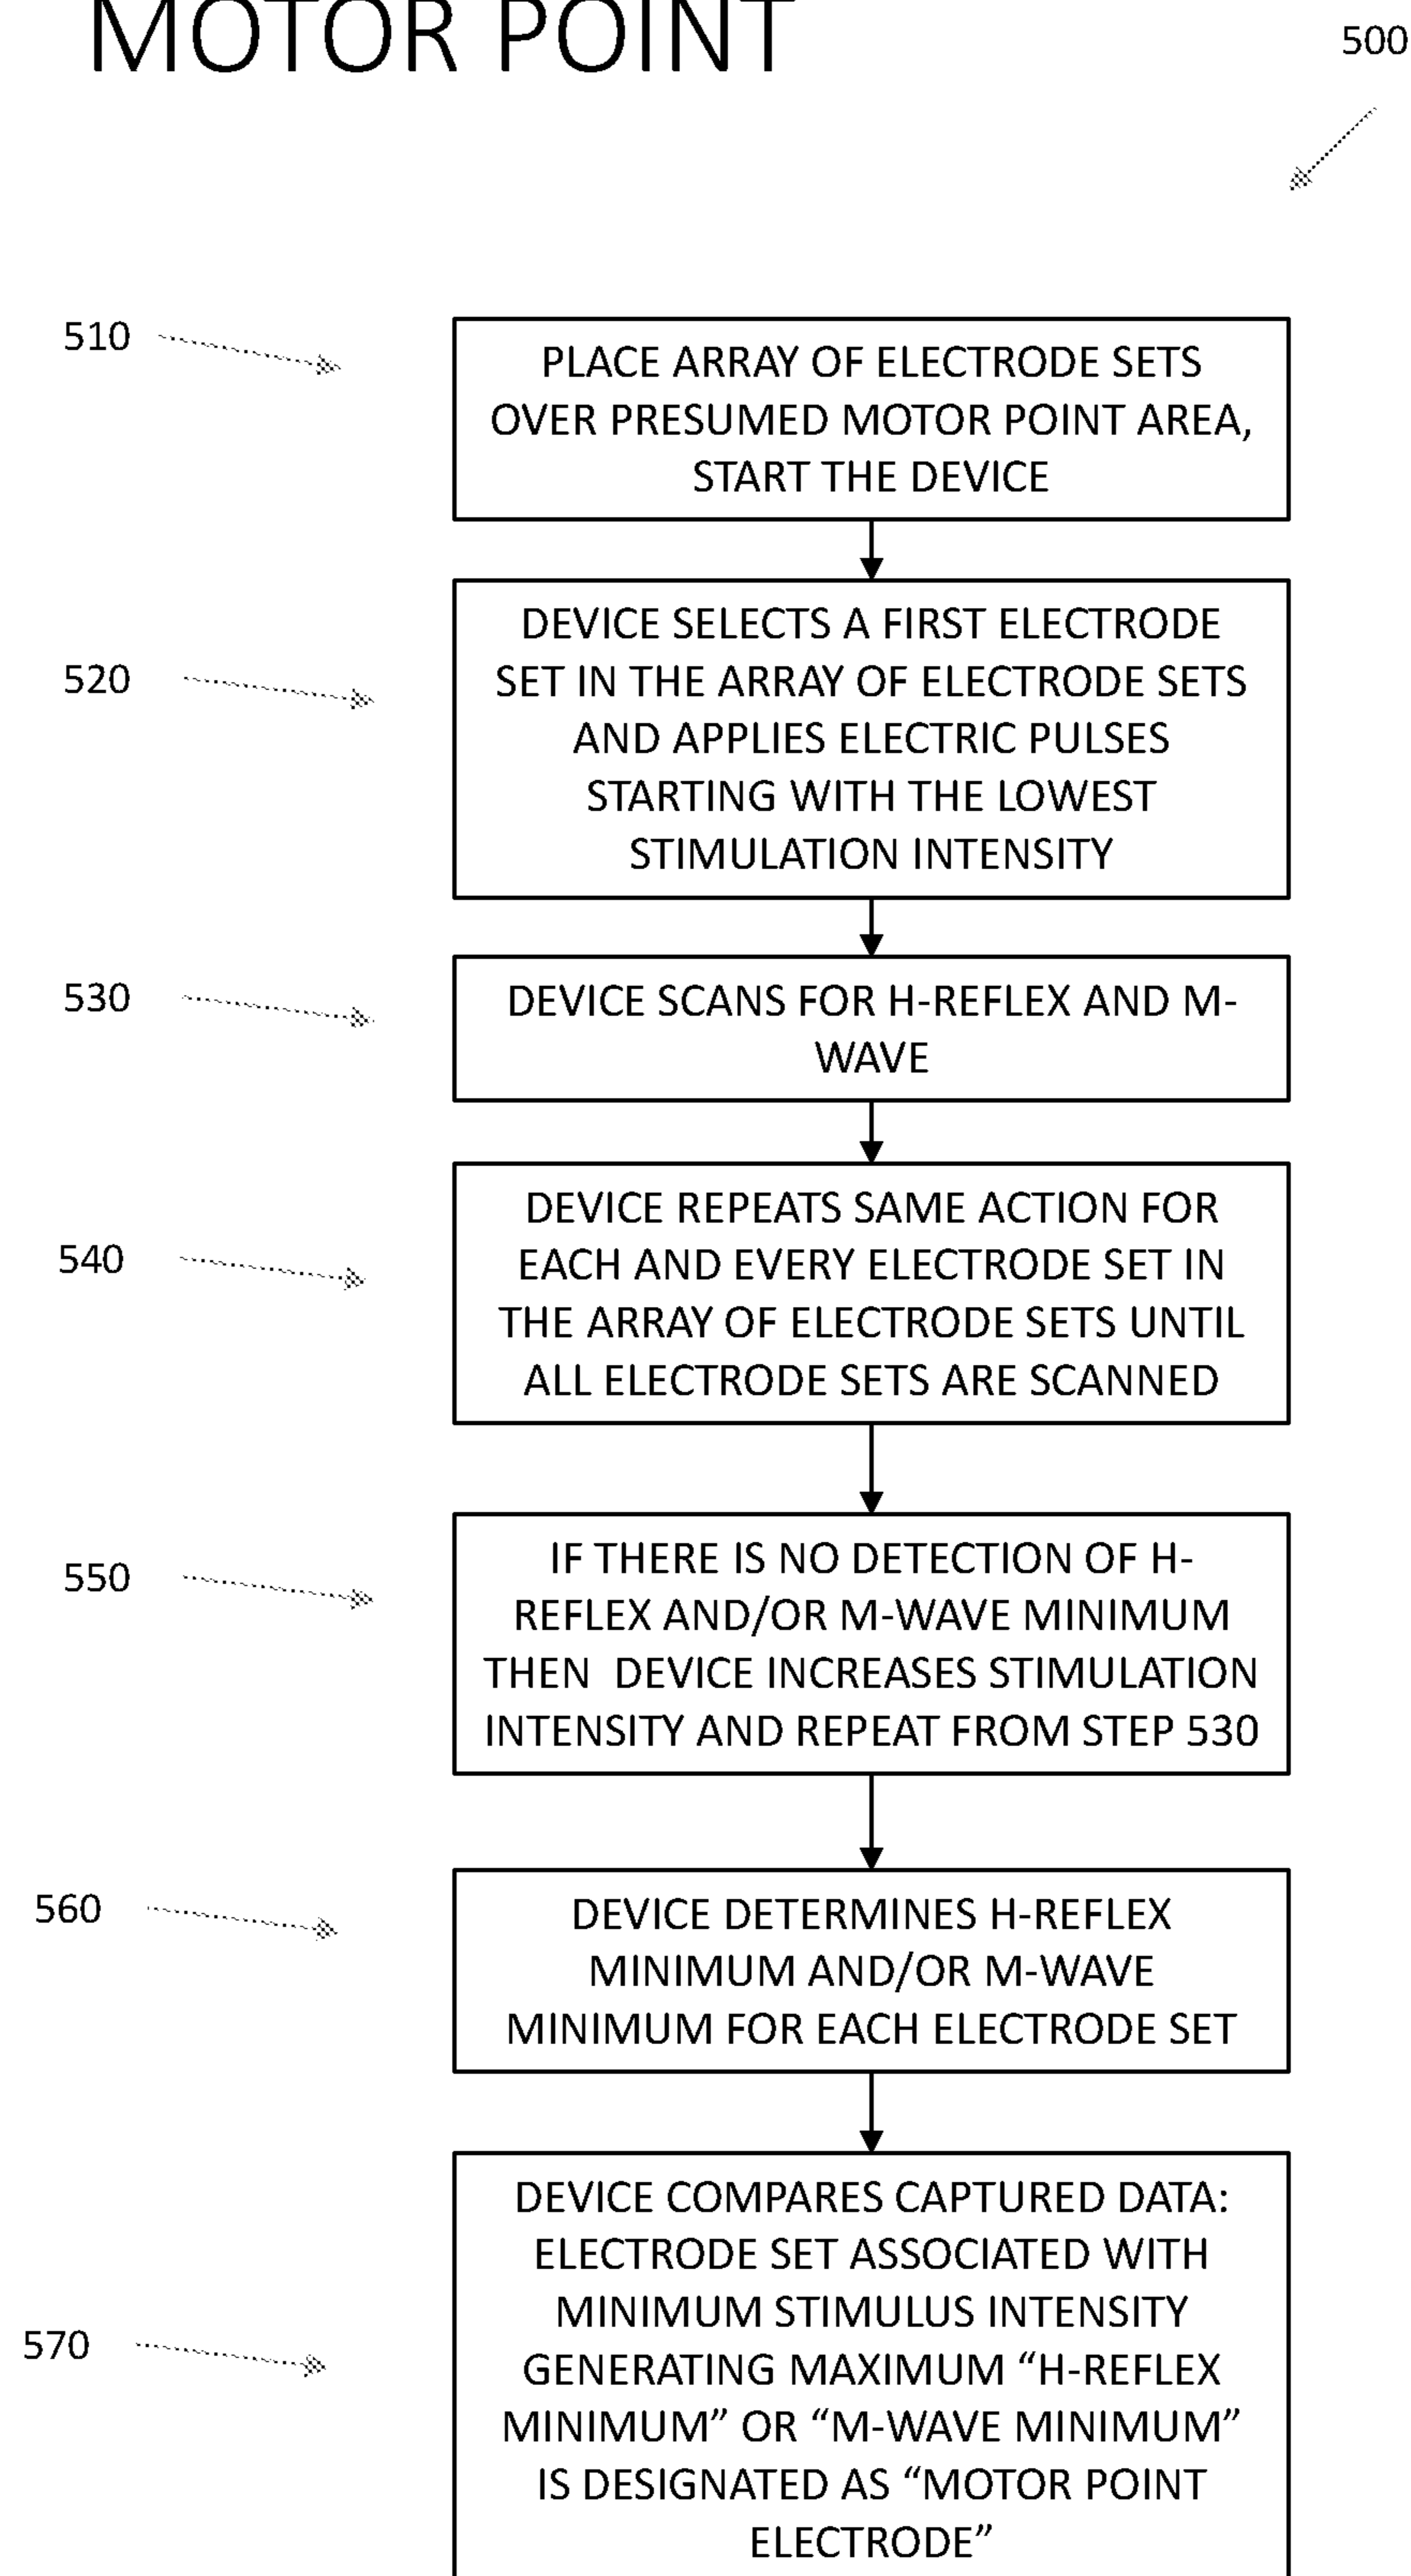 MOTOR POINT
500
510
PLACE ARRAY OF ELECTRODE SETS
OVER PRESUMED MOTOR POINT AREA,
START THE DEVICE
520
DEVICE SELECTS A FIRST ELECTRODE
SET IN THE ARRAY OF ELECTRODE SETS
AND APPLIES ELECTRIC PULSES
STARTING WITH THE LOWEST
STIMULATION INTENSITY
530
DEVICE SCANS FOR H-REFLEX AND M-
WAVE
540
DEVICE REPEATS SAME ACTION FOR
EACH AND EVERY ELECTRODE SET IN
THE ARRAY OF ELECTRODE SETS UNTIL
ALL ELECTRODE SETS ARE SCANNED
550
IF THERE IS NO DETECTION OF H-
REFLEX AND/OR M-WAVE MINIMUM
THEN  DEVICE INCREASES STIMULATION
INTENSITY AND REPEAT FROM STEP 530
560
DEVICE DETERMINES H-REFLEX
MINIMUM AND/OR M-WAVE
MINIMUM FOR EACH ELECTRODE SET
570
DEVICE COMPARES CAPTURED DATA:
ELECTRODE SET ASSOCIATED WITH
MINIMUM STIMULUS INTENSITY
GENERATING MAXIMUM “H-REFLEX
MINIMUM” OR “M-WAVE MINIMUM”
IS DESIGNATED AS “MOTOR POINT
ELECTRODE”